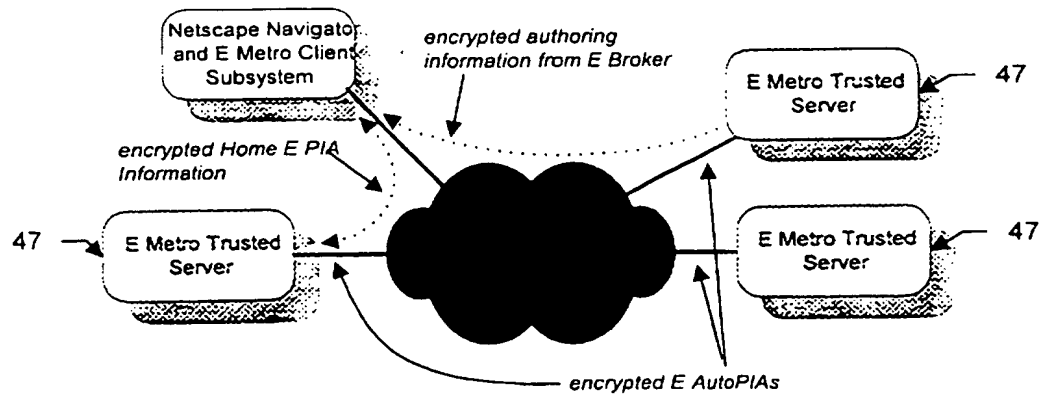 Netscape Navigator
and E Metro Client
Subsystem
encrypted authoring
information from E Broker
E Metro Trusted
Server
47
encrypted Home E PIA
Information
47
E Metro Trusted
Server
E Metro Trusted
Server
47
encrypted E AutoPIAs